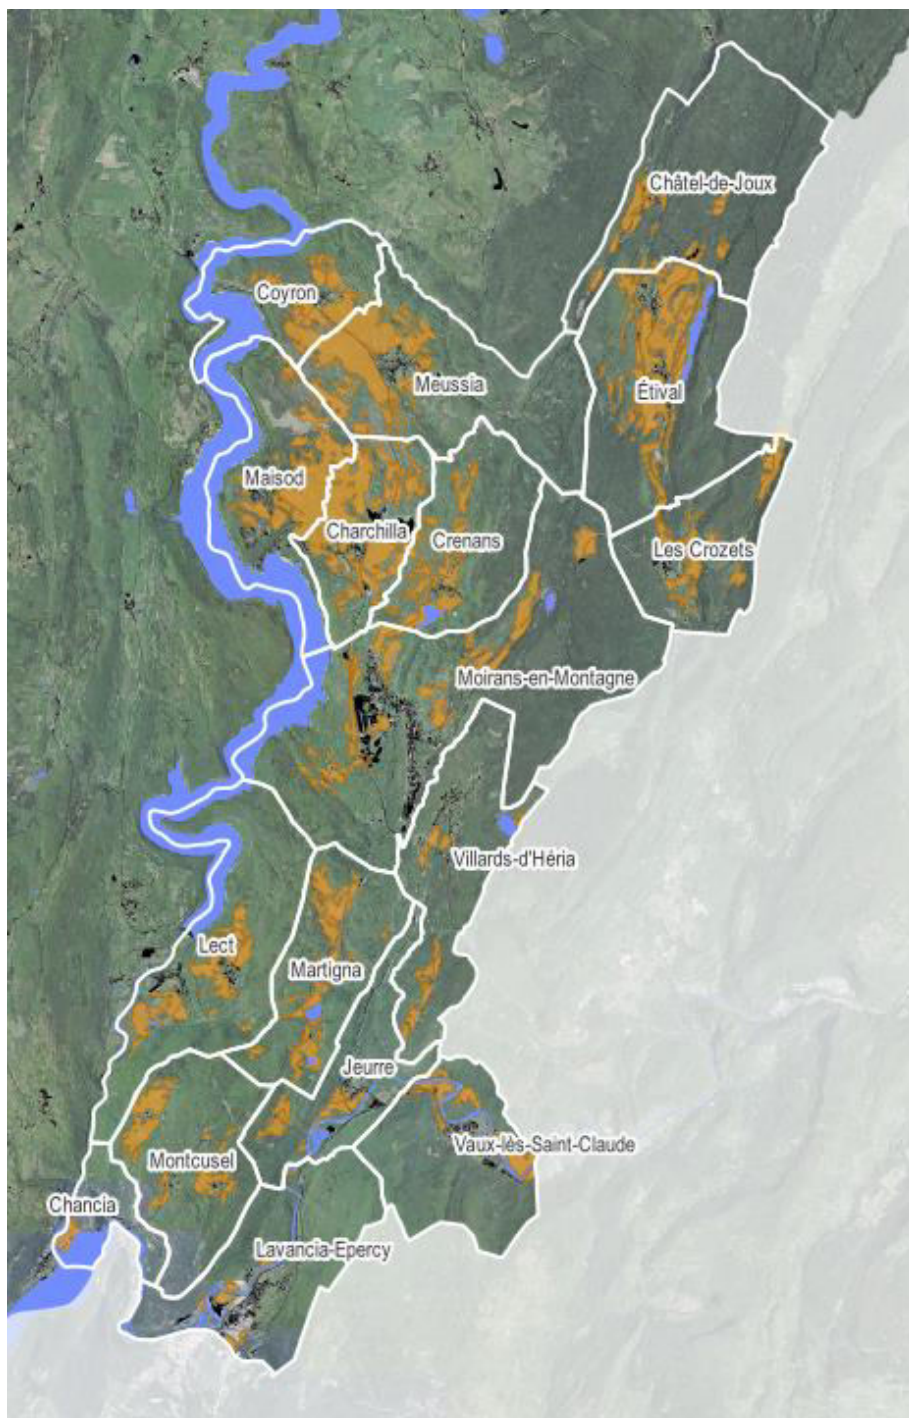 Châtel-de-Joux
Coyron
Meussia
Étival
Maisod
Charchilla
Crenans
Les Crozets
Moirans-en-Montagne
Villards-d'Héria
Lect
Martigna
Jeurre
Vaux-lès-Saint-Claude
Montcusel
Chancia
Lavancia-Epercy